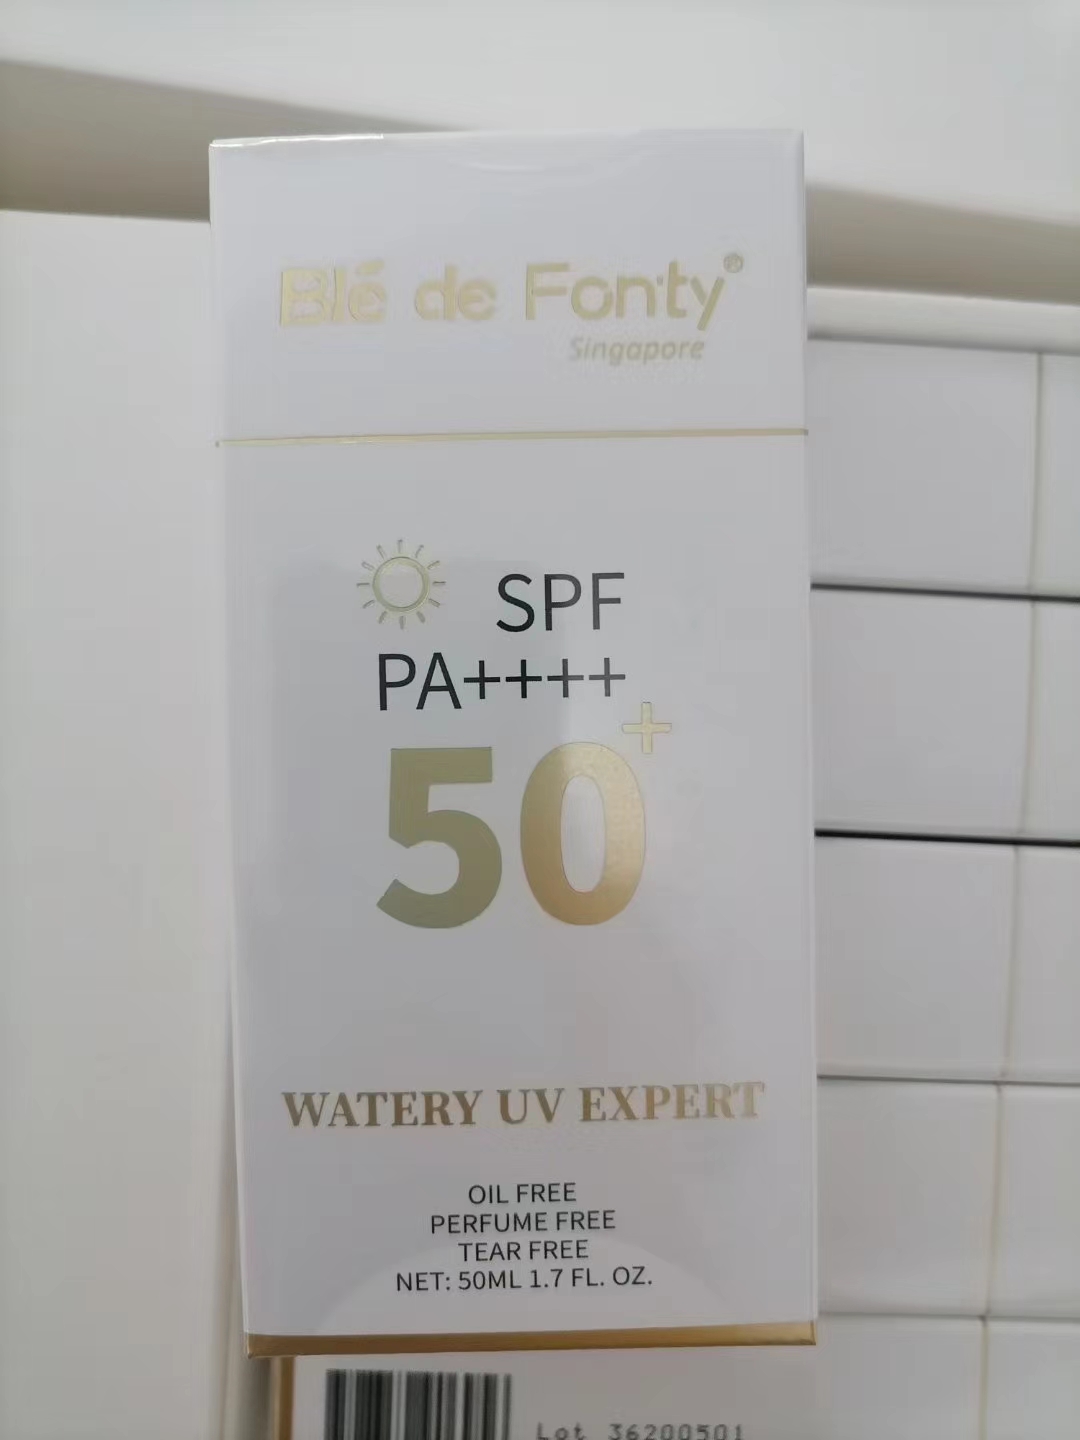 Blé de Fonty®
Singapore
SPF
PA++++
50+
WATERY UV EXPERT
OIL FREE
PERFUME FREE
TEAR FREE
NET: 50ML 1.7 FL. OZ.
Lot 36200501